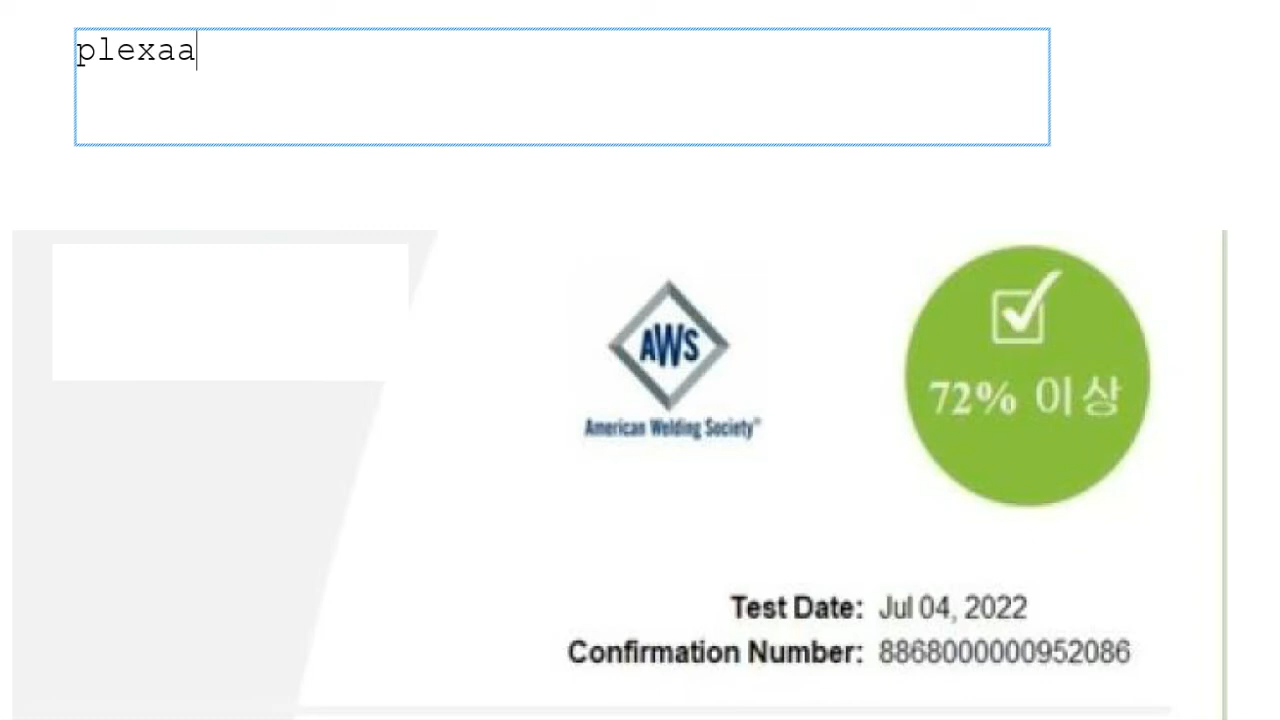 plexaa
AWS
American Welding Society®
72% 이상
Test Date: Jul 04, 2022
Confirmation Number: 8868000000952086